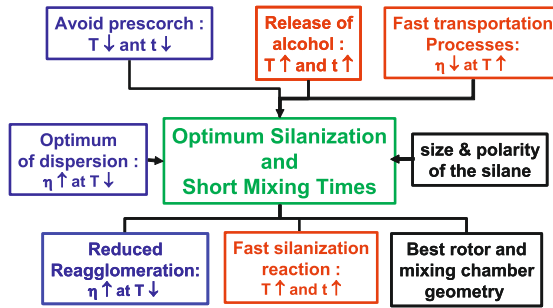 Avoid prescorch :
T ↓ ant t ↓
Release of
alcohol :
T ↑ and t ↑
Fast transportation
Processes:
η ↓ at T ↑
Optimum
of dispersion :
η ↑ at T ↓
Optimum Silanization
and
Short Mixing Times
size & polarity
of the silane
Reduced
Reagglomeration:
η ↑ at T ↓
Fast silanization
reaction :
T ↑ and t ↑
Best rotor and
mixing chamber
geometry